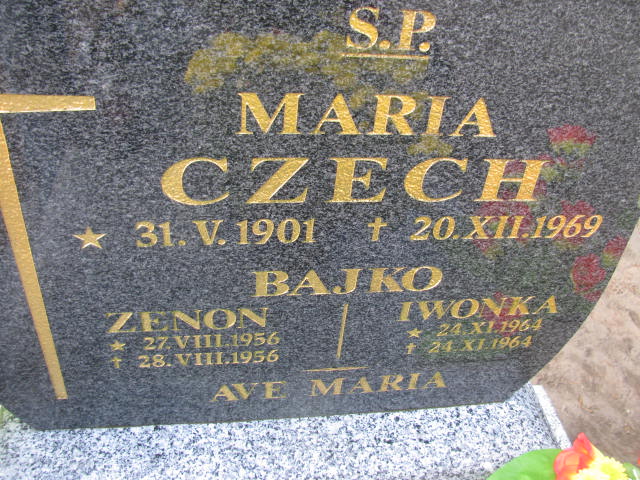 S.P.
MARIA
CZECH
31. V. 1901 † 20. XII. 1969
BAJKO
ZENON
27. VIII. 1956
† 28. VIII. 1956
IWONKA
24. XI. 1964
† 24. XI. 1964
AVE MARIA